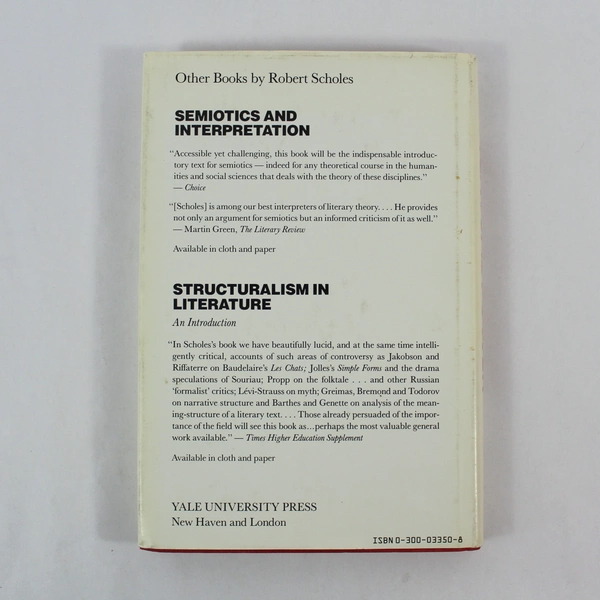 Other Books by Robert Scholes
SEMIOTICS AND
INTERPRETATION
“Accessible yet challenging, this book will be the indispensable introduc-
tory text for semiotics — indeed for any theoretical course in the human-
ities and social sciences that deals with the theory of these disciplines.”
— Choice
“[Scholes] is among our best interpreters of literary theory. . . . He provides
not only an argument for semiotics but an informed criticism of it as well.”
— Martin Green, The Literary Review
Available in cloth and paper
STRUCTURALISM IN
LITERATURE
An Introduction
“In Scholes’s book we have beautifully lucid, and at the same time intelli-
gently critical, accounts of such areas of controversy as Jakobson and
Riffaterre on Baudelaire’s Les Chats; Jolles’s Simple Forms and the drama
speculations of Souriau; Propp on the folktale . . . and other Russian
‘formalist’ critics; Lévi-Strauss on myth; Greimas, Bremond and Todorov
on narrative structure and Barthes and Genette on analysis of the mean-
ing-structure of a literary text. . . . Those already persuaded of the impor-
tance of the field will see this book as...perhaps the most valuable general
work available.” — Times Higher Education Supplement
Available in cloth and paper
YALE UNIVERSITY PRESS
New Haven and London
ISBN 0-300-03350-8